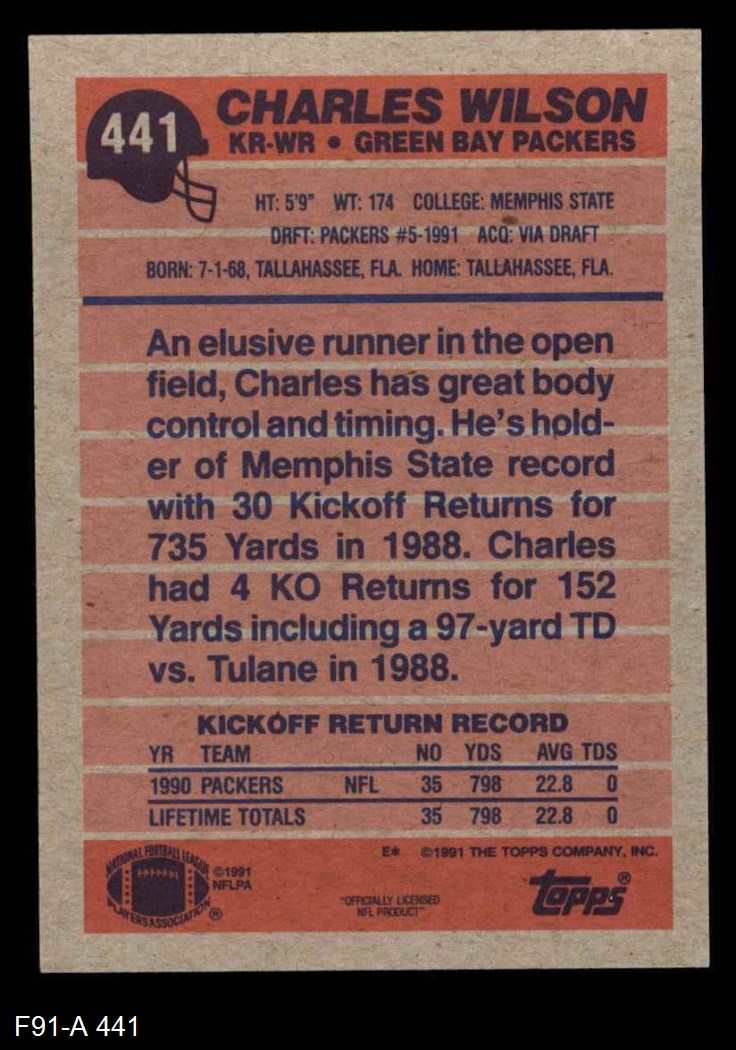 441
CHARLES WILSON
KR-WR • GREEN BAY PACKERS
HT: 5'9" WT: 174 COLLEGE: MEMPHIS STATE
DRFT: PACKERS #5-1991 ACQ: VIA DRAFT
BORN: 7-1-68, TALLAHASSEE, FLA. HOME: TALLAHASSEE, FLA.
An elusive runner in the open
field, Charles has great body
control and timing. He's hold-
er of Memphis State record
with 30 Kickoff Returns for
735 Yards in 1988. Charles
had 4 KO Returns for 152
Yards including a 97-yard TD
vs. Tulane in 1988.
KICKOFF RETURN RECORD
YR TEAM NO YDS AVG TDS
1990 PACKERS NFL 35 798 22.8 0
LIFETIME TOTALS 35 798 22.8 0
E* ©1991 THE TOPPS COMPANY, INC.
NATIONAL FOOTBALL LEAGUE
PLAYERS ASSOCIATION ®
©1991
NFLPA
"OFFICIALLY LICENSED
NFL PRODUCT"
topps®
F91-A 441